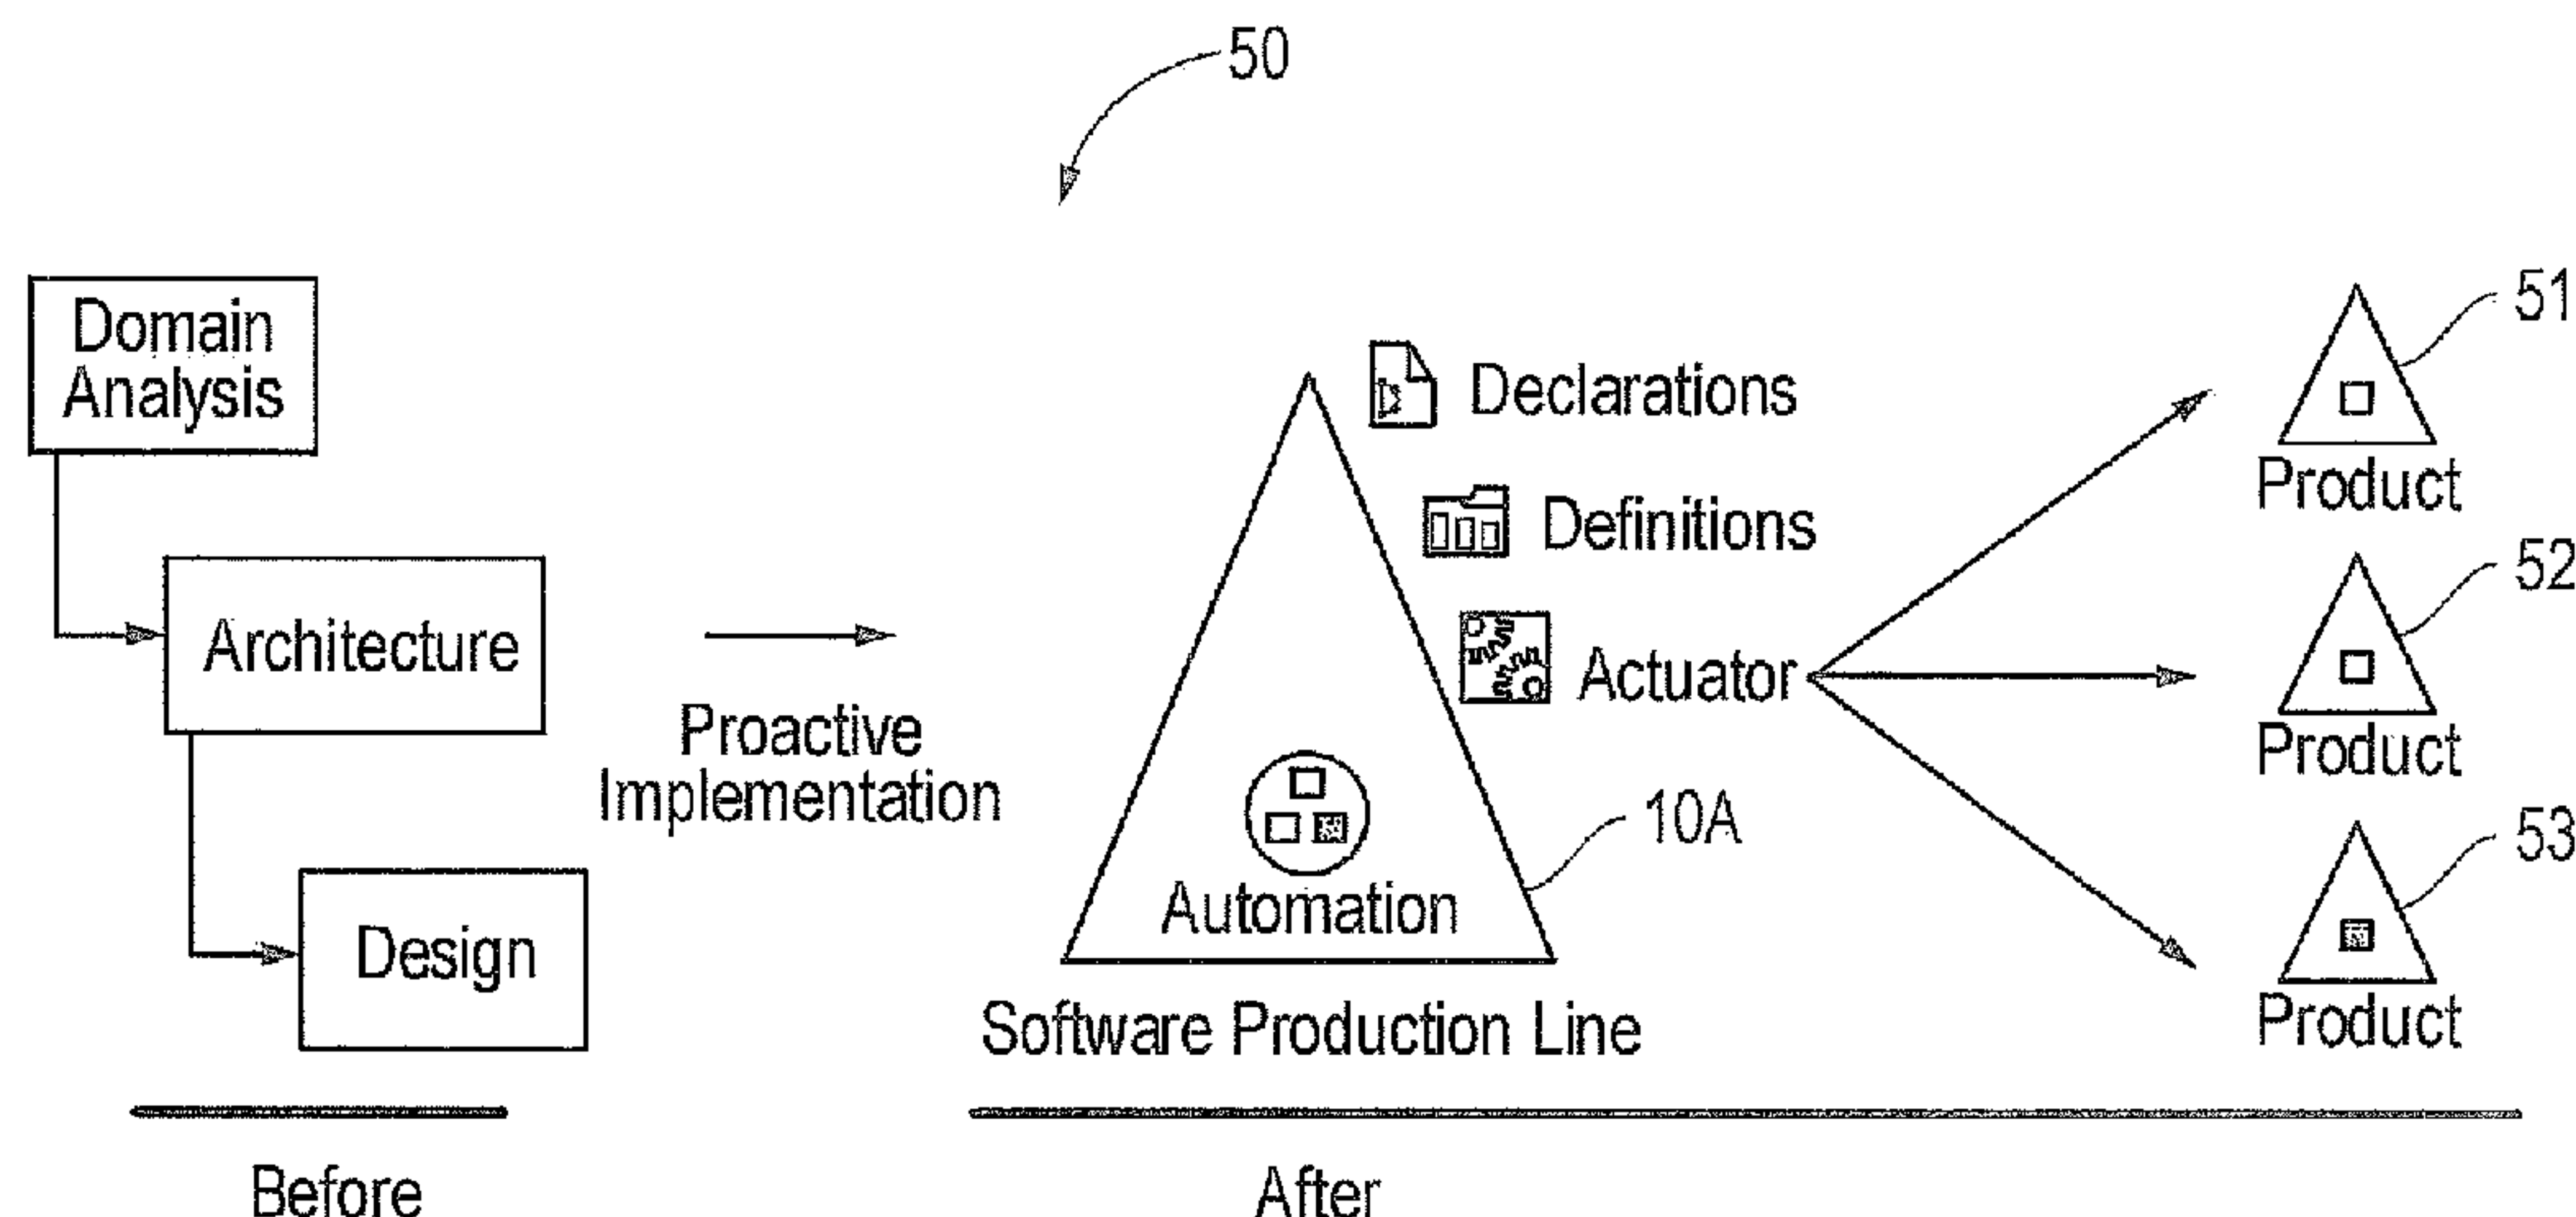 50
Domain
Analysis
Architecture
Design
Proactive
Implementation
Declarations
Definitions
Actuator
Automation
10A
Software Production Line
51
Product
52
Product
53
Product
Before
After